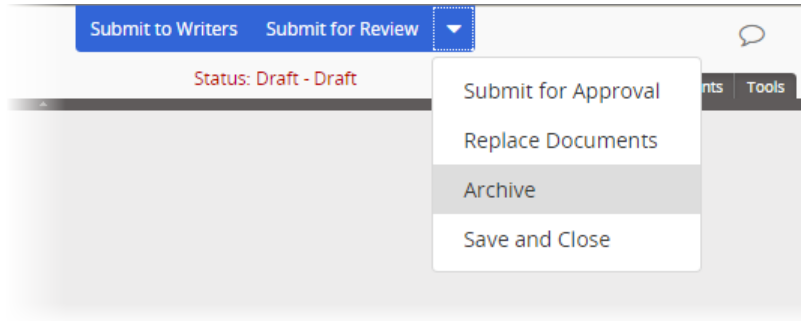 Submit to Writers Submit for Review
Status: Draft - Draft
Submit for Approval
nts Tools
Replace Documents
Archive
Save and Close